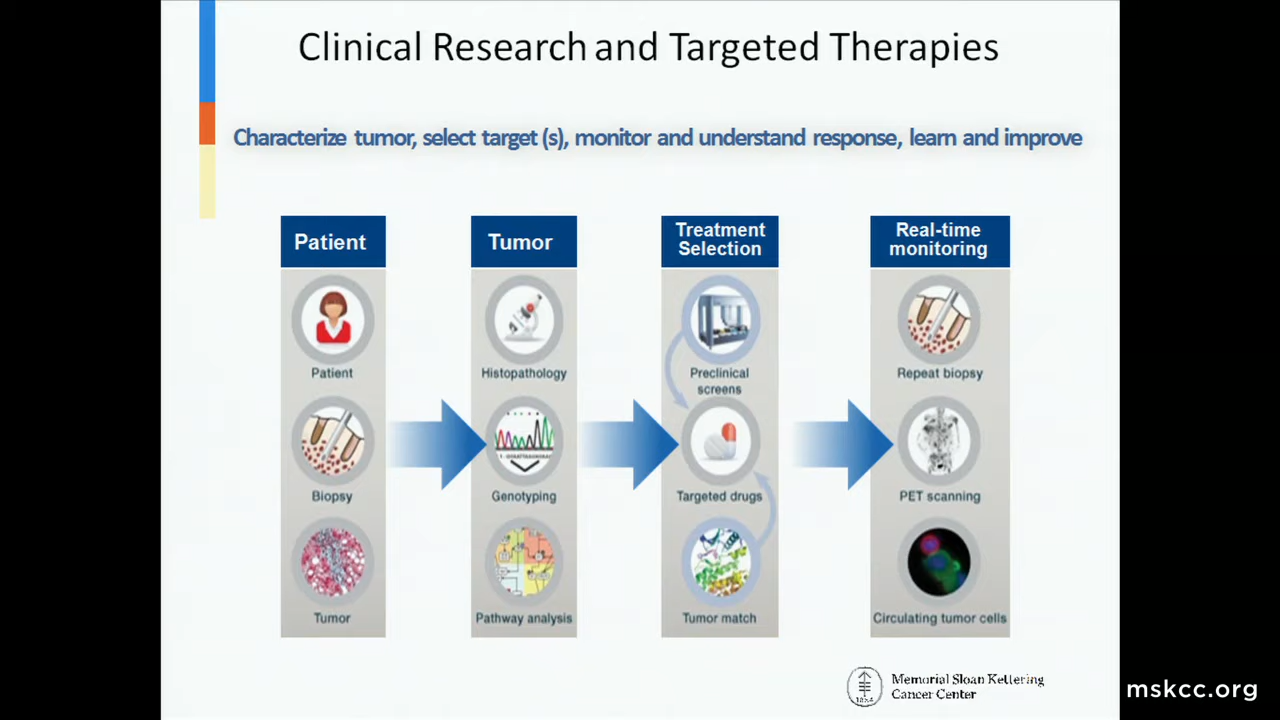 Clinical Research and Targeted Therapies
Characterize tumor, select target (s), monitor and understand response, learn and improve
Patient
Patient
Biopsy
Tumor
Tumor
Histopathology
Genotyping
Pathway analysis
Treatment
Selection
Preclinical
screens
Targeted drugs
Tumor match
Real-time
monitoring
Repeat biopsy
PET scanning
Circulating tumor cells
Memorial Sloan Kettering
Cancer Center
mskcc.org